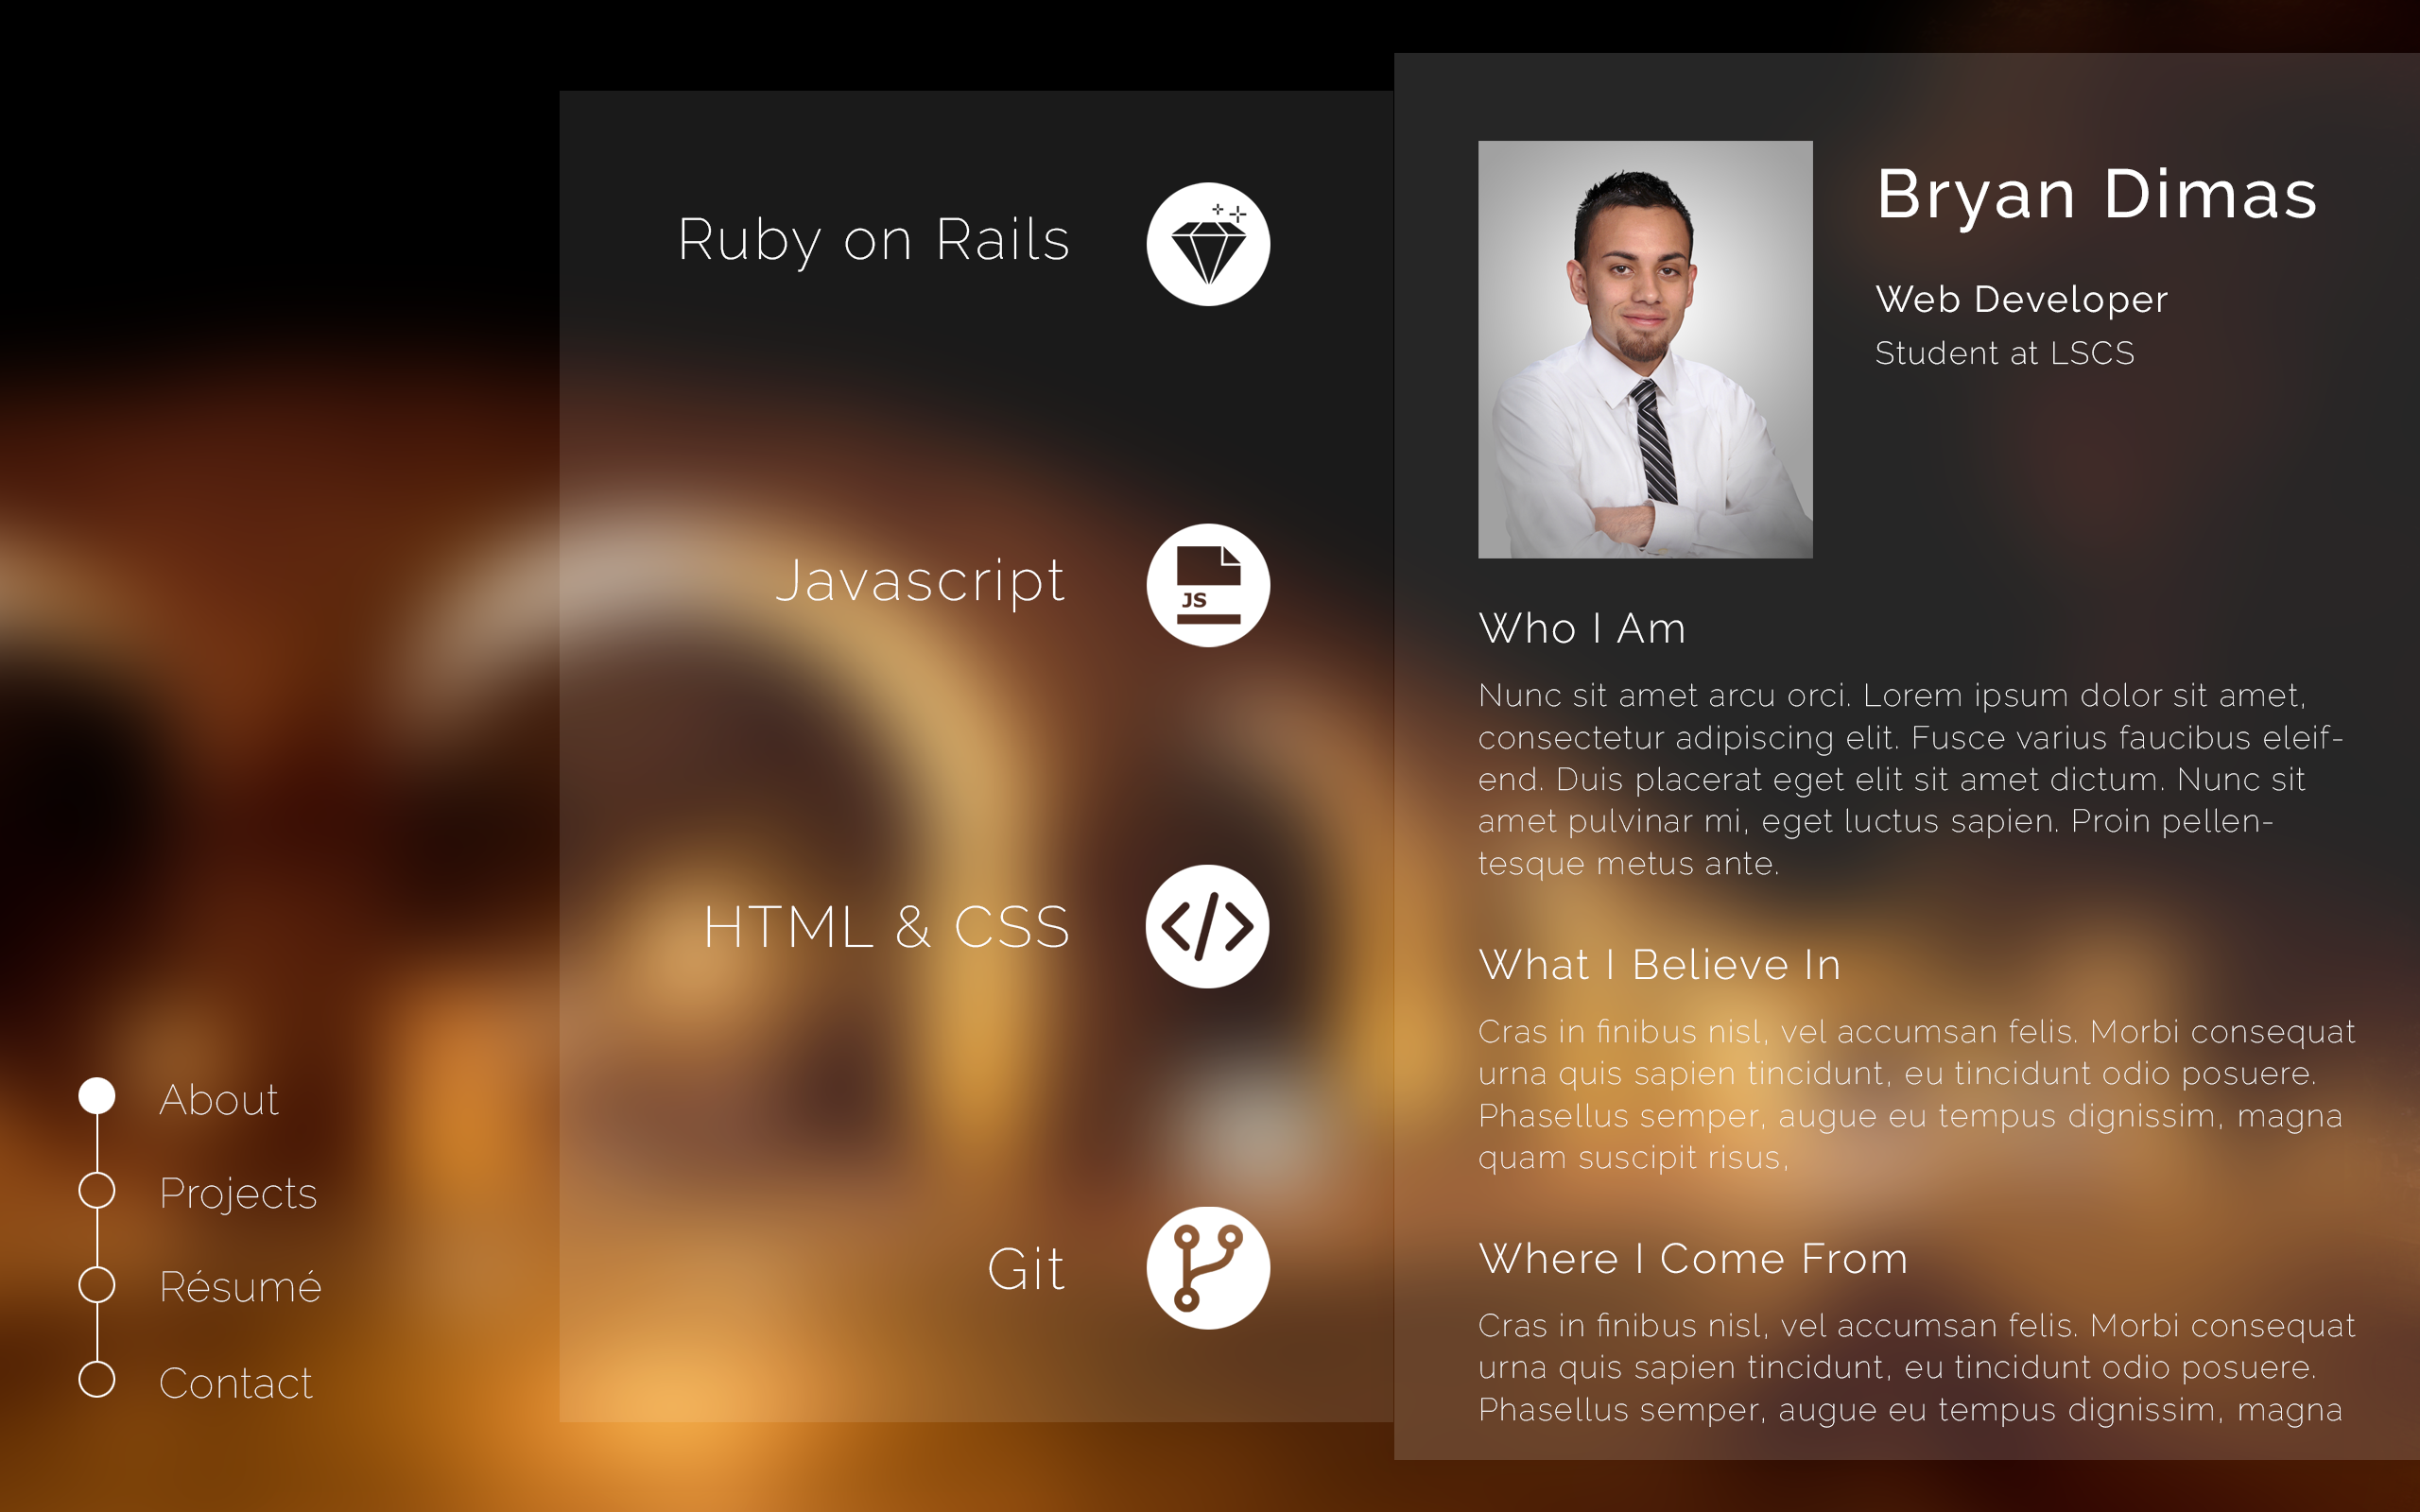 Ruby on Rails
Javascript
JS
HTML & CSS
Git
About
Projects
Résumé
Contact
Bryan Dimas
Web Developer
Student at LSCS
Who I Am
Nunc sit amet arcu orci. Lorem ipsum dolor sit amet,
consectetur adipiscing elit. Fusce varius faucibus eleif-
end. Duis placerat eget elit sit amet dictum. Nunc sit
amet pulvinar mi, eget luctus sapien. Proin pellen-
tesque metus ante.
What I Believe In
Cras in finibus nisl, vel accumsan felis. Morbi consequat
urna quis sapien tincidunt, eu tincidunt odio posuere.
Phasellus semper, augue eu tempus dignissim, magna
quam suscipit risus,
Where I Come From
Cras in finibus nisl, vel accumsan felis. Morbi consequat
urna quis sapien tincidunt, eu tincidunt odio posuere.
Phasellus semper, augue eu tempus dignissim, magna